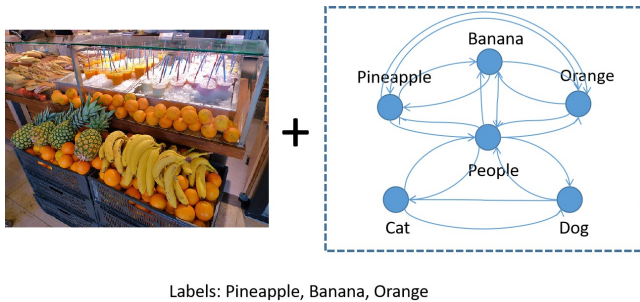 Banana
Pineapple
Orange
+
People
Cat
Dog
Labels: Pineapple, Banana, Orange